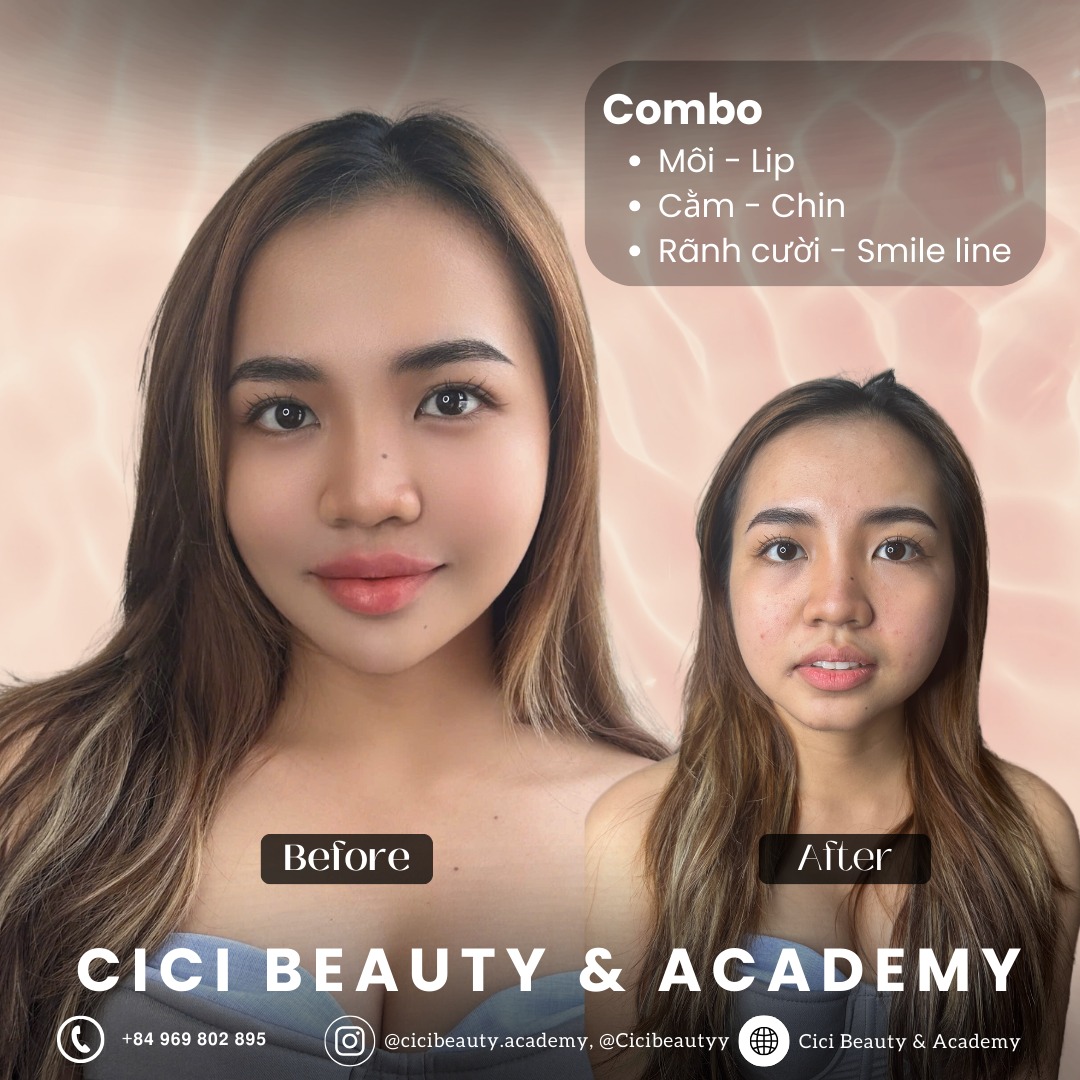 Combo
• Môi - Lip
• Cằm - Chin
• Rãnh cười - Smile line
Before
After
CICI BEAUTY & ACADEMY
+84 969 802 895
@cicibeauty.academy, @Cicibeautyy
Cici Beauty & Academy